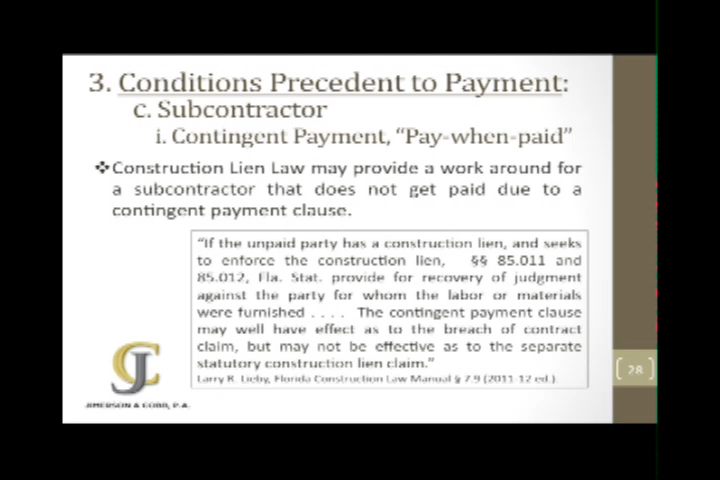 3. Conditions Precedent to Payment:
c. Subcontractor
i. Contingent Payment, “Pay-when-paid”
❖Construction Lien Law may provide a work around for
a subcontractor that does not get paid due to a
contingent payment clause.
“If the unpaid party has a construction lien, and seeks
to enforce the construction lien, §§ 85.011 and
85.012, Fla. Stat. provide for recovery of judgment
against the party for whom the labor or materials
were furnished . . . . The contingent payment clause
may well have effect as to the breach of contract
claim, but may not be effective as to the separate
statutory construction lien claim.”
Larry R. Leiby, Florida Construction Law Manual § 7.9 (2011-12 ed.).
[ 28 ]
CJ
JIMERSON & COBB, P.A.